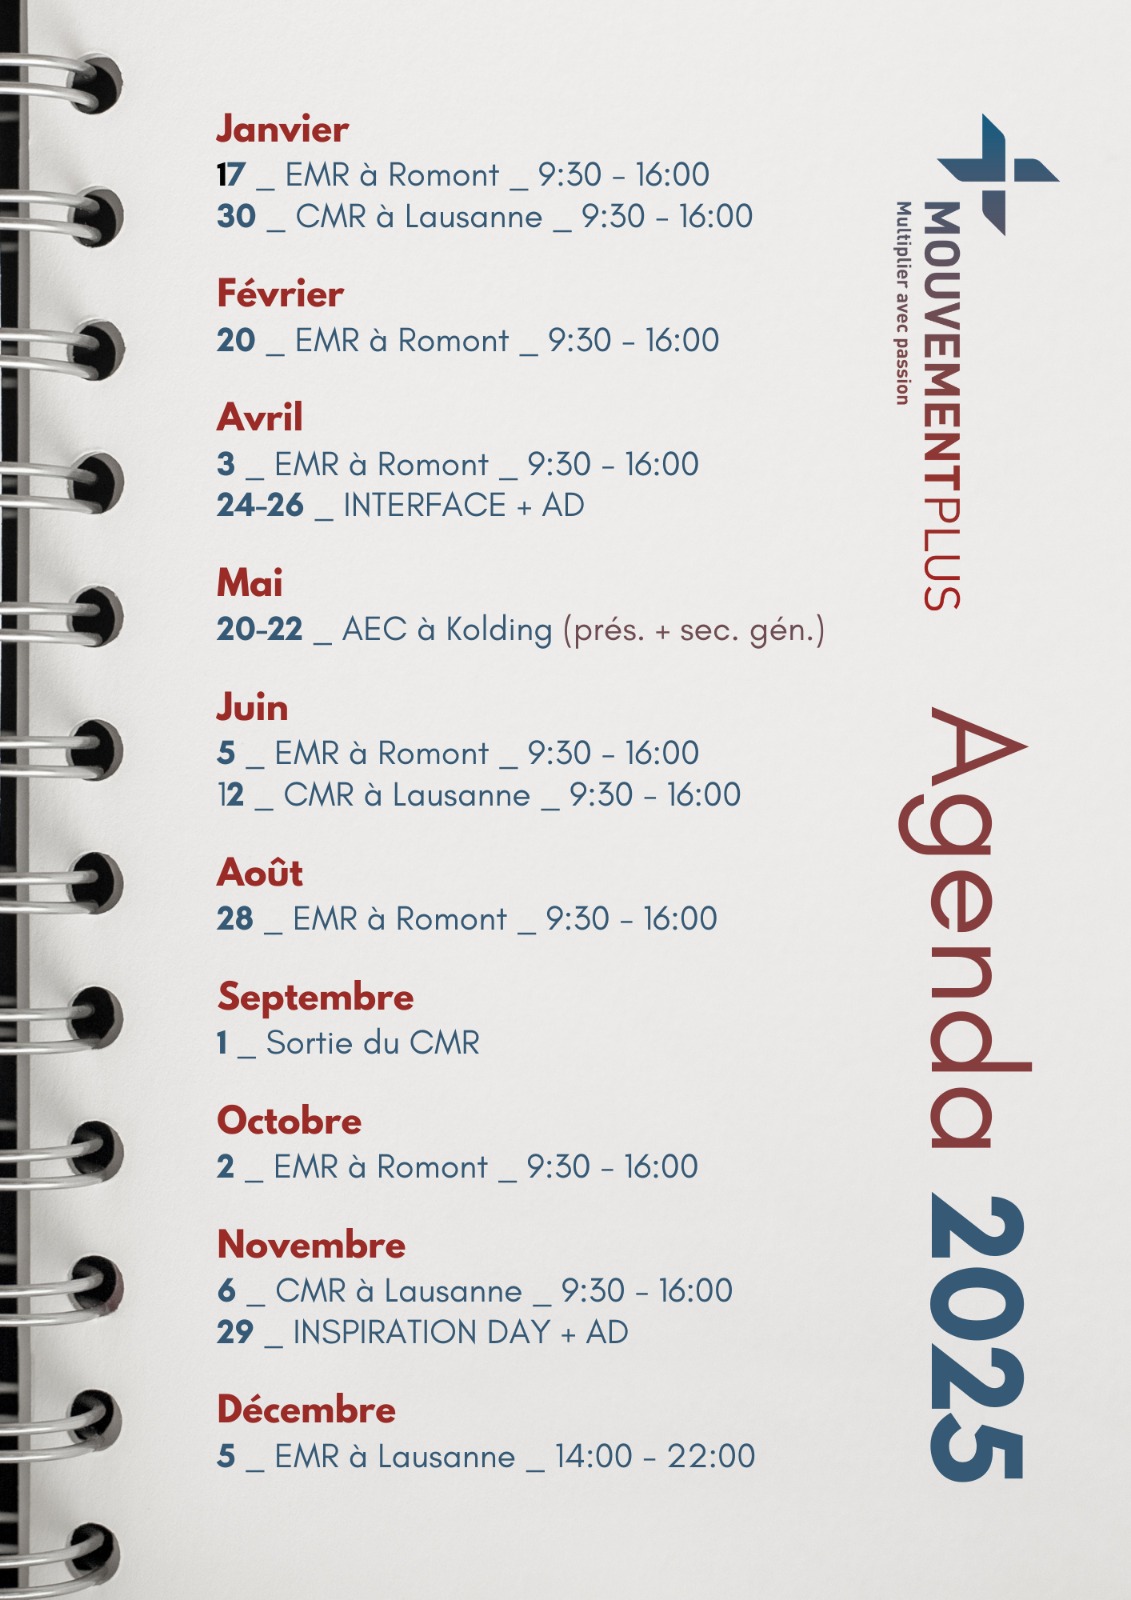 Janvier
17 _ EMR à Romont _ 9:30 - 16:00
30 _ CMR à Lausanne _ 9:30 - 16:00
Février
20 _ EMR à Romont _ 9:30 - 16:00
Avril
3 _ EMR à Romont _ 9:30 - 16:00
24-26 _ INTERFACE + AD
Mai
20-22 _ AEC à Kolding (prés. + sec. gén.)
Juin
5 _ EMR à Romont _ 9:30 - 16:00
12 _ CMR à Lausanne _ 9:30 - 16:00
Août
28 _ EMR à Romont _ 9:30 - 16:00
Septembre
1 _ Sortie du CMR
Octobre
2 _ EMR à Romont _ 9:30 - 16:00
Novembre
6 _ CMR à Lausanne _ 9:30 - 16:00
29 _ INSPIRATION DAY + AD
Décembre
5 _ EMR à Lausanne _ 14:00 - 22:00
MOUVEMENTPLUS
Multiplier avec passion
Agenda 2025